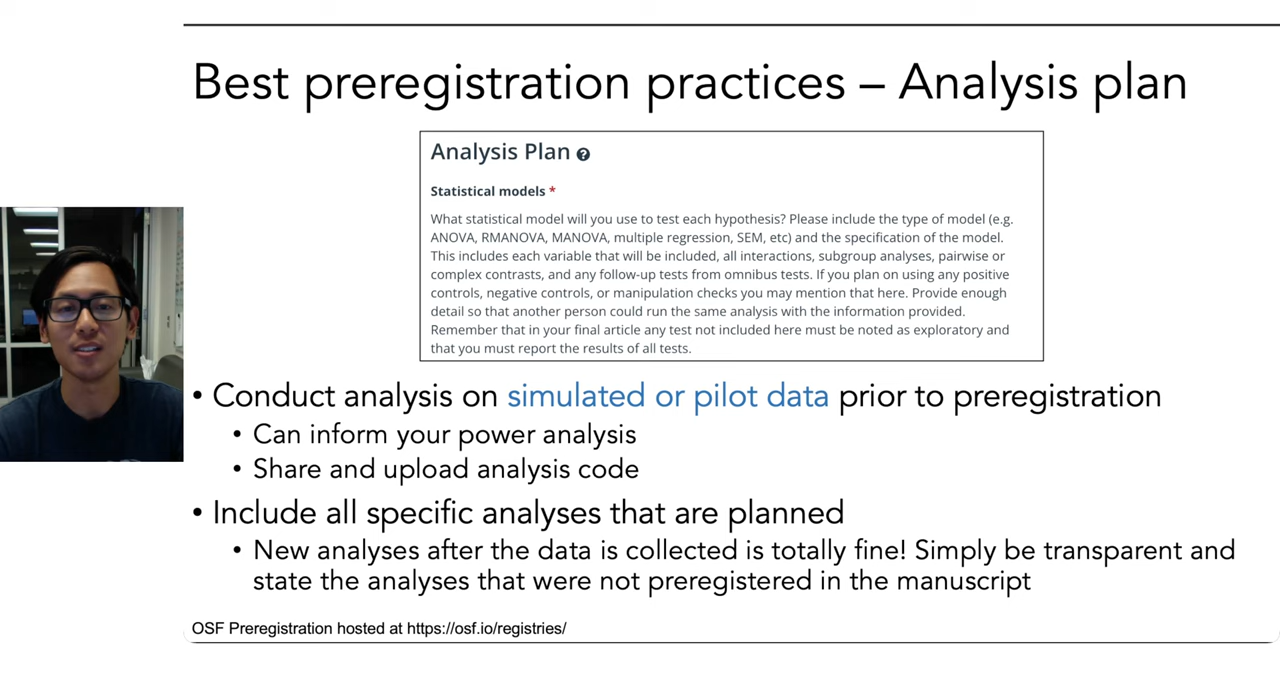 Best preregistration practices – Analysis plan
Analysis Plan ?
Statistical models *
What statistical model will you use to test each hypothesis? Please include the type of model (e.g.
ANOVA, RMANOVA, MANOVA, multiple regression, SEM, etc) and the specification of the model.
This includes each variable that will be included, all interactions, subgroup analyses, pairwise or
complex contrasts, and any follow-up tests from omnibus tests. If you plan on using any positive
controls, negative controls, or manipulation checks you may mention that here. Provide enough
detail so that another person could run the same analysis with the information provided.
Remember that in your final article any test not included here must be noted as exploratory and
that you must report the results of all tests.
• Conduct analysis on simulated or pilot data prior to preregistration
• Can inform your power analysis
• Share and upload analysis code
• Include all specific analyses that are planned
• New analyses after the data is collected is totally fine! Simply be transparent and
state the analyses that were not preregistered in the manuscript
OSF Preregistration hosted at https://osf.io/registries/